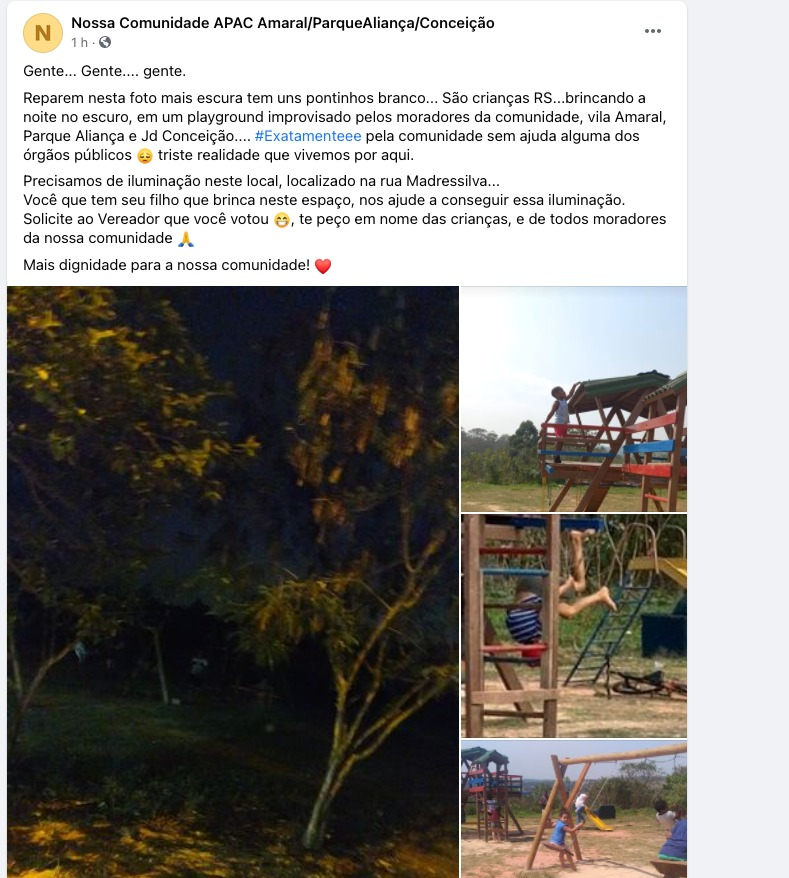 N
Nossa Comunidade APAC Amaral/ParqueAliança/Conceição
1 h ·
Gente... Gente.... gente.
Reparem nesta foto mais escura tem uns pontinhos branco... São crianças RS...brincando a
noite no escuro, em um playground improvisado pelos moradores da comunidade, vila Amaral,
Parque Aliança e Jd Conceição.... #Exatamenteee pela comunidade sem ajuda alguma dos
órgãos públicos 😔 triste realidade que vivemos por aqui.
Precisamos de iluminação neste local, localizado na rua Madressilva...
Você que tem seu filho que brinca neste espaço, nos ajude a conseguir essa iluminação.
Solicite ao Vereador que você votou 😁, te peço em nome das crianças, e de todos moradores
da nossa comunidade 🙏
Mais dignidade para a nossa comunidade! ❤️